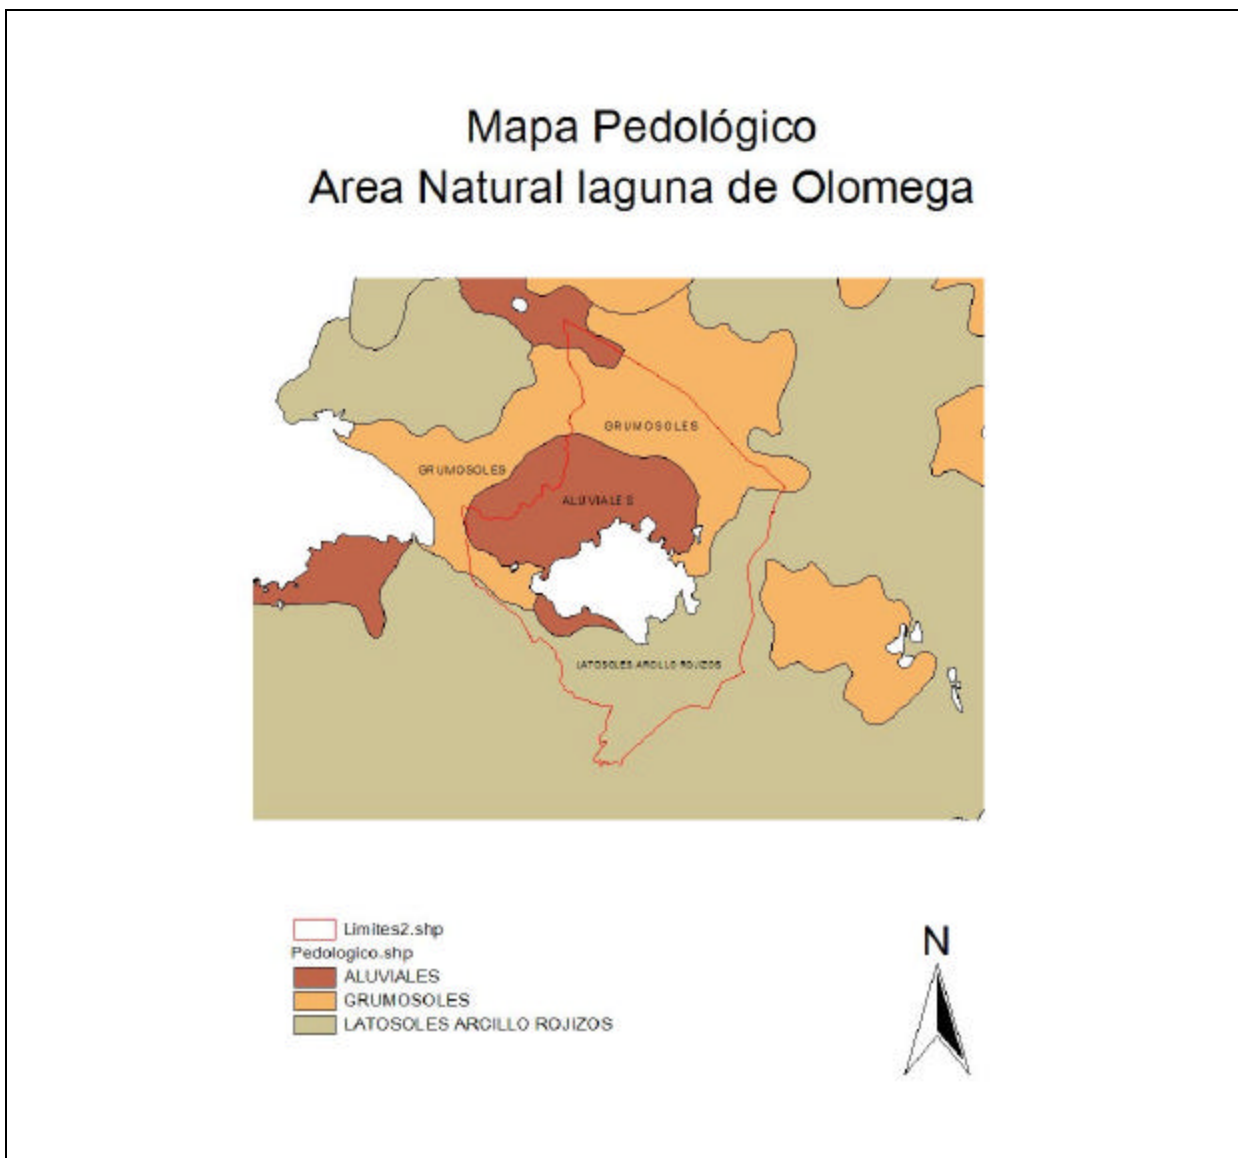 Mapa Pedológico
Area Natural laguna de Olomega
GRUMOSOLES
GRUMOSOLES
ALUVIALES
LATOSOLES ARCILLO ROJIZOS
Limites2.shp
Pedologico.shp
ALUVIALES
GRUMOSOLES
LATOSOLES ARCILLO ROJIZOS
N